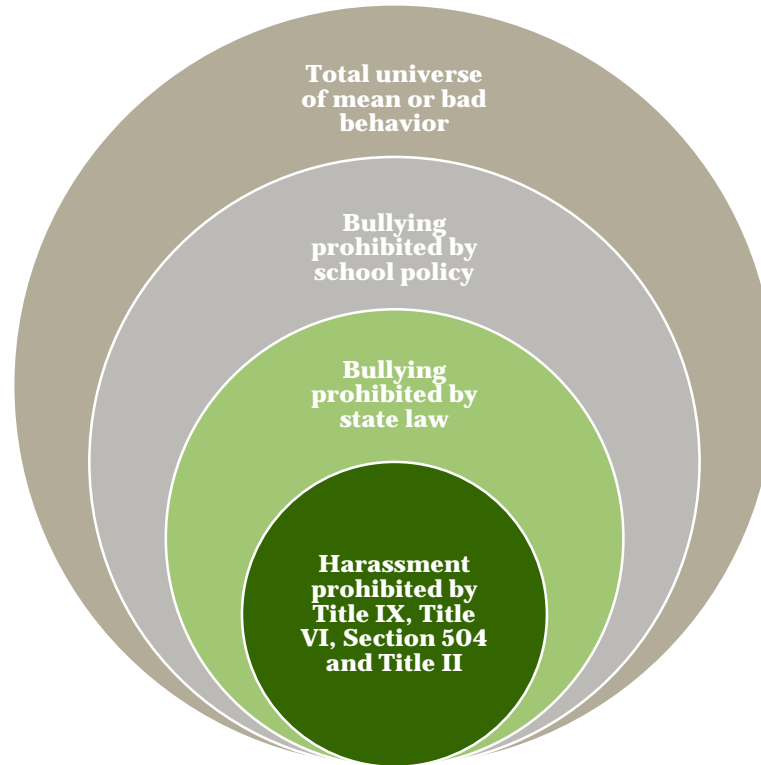 Total universe
of mean or bad
behavior
Bullying
prohibited by
school policy
Bullying
prohibited by
state law
Harassment
prohibited by
Title IX, Title
VI, Section 504
and Title II